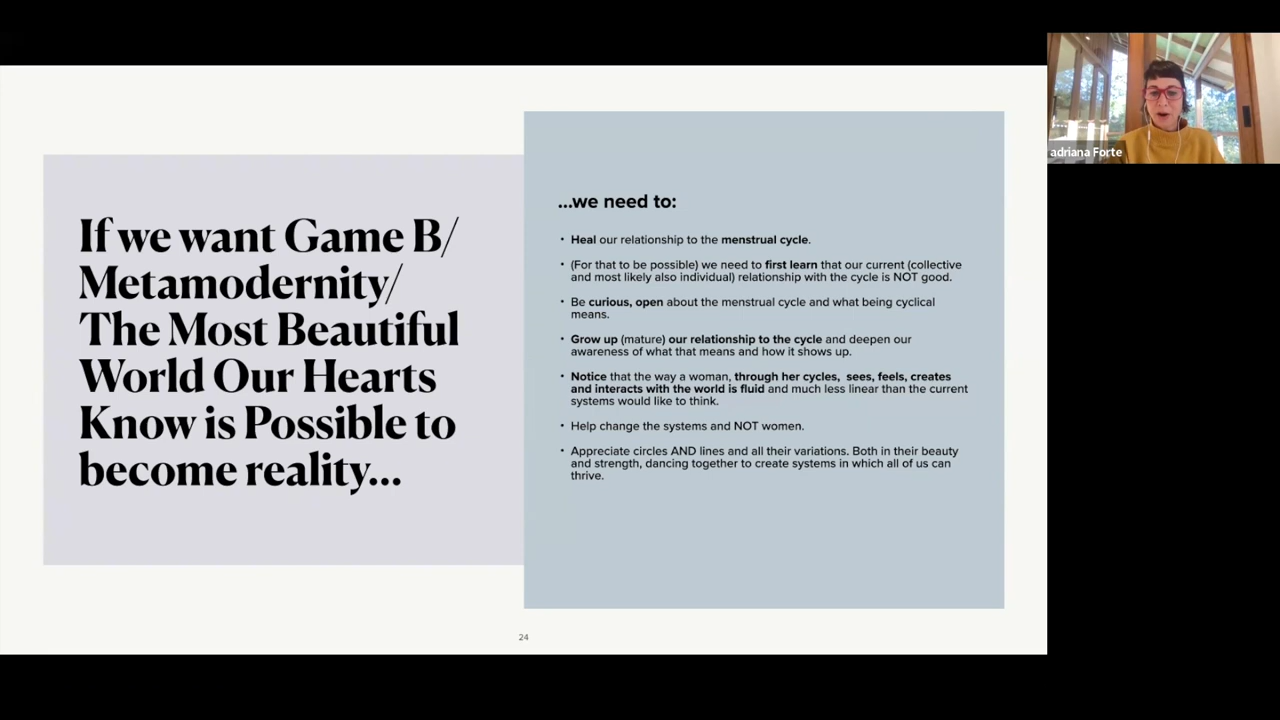 If we want Game B/
Metamodernity/
The Most Beautiful
World Our Hearts
Know is Possible to
become reality...
...we need to:
• Heal our relationship to the menstrual cycle.
• (For that to be possible) we need to first learn that our current (collective
and most likely also individual) relationship with the cycle is NOT good.
• Be curious, open about the menstrual cycle and what being cyclical
means.
• Grow up (mature) our relationship to the cycle and deepen our
awareness of what that means and how it shows up.
• Notice that the way a woman, through her cycles,  sees, feels, creates
and interacts with the world is fluid and much less linear than the current
systems would like to think.
• Help change the systems and NOT women.
• Appreciate circles AND lines and all their variations. Both in their beauty
and strength, dancing together to create systems in which all of us can
thrive.
24
adriana Forte